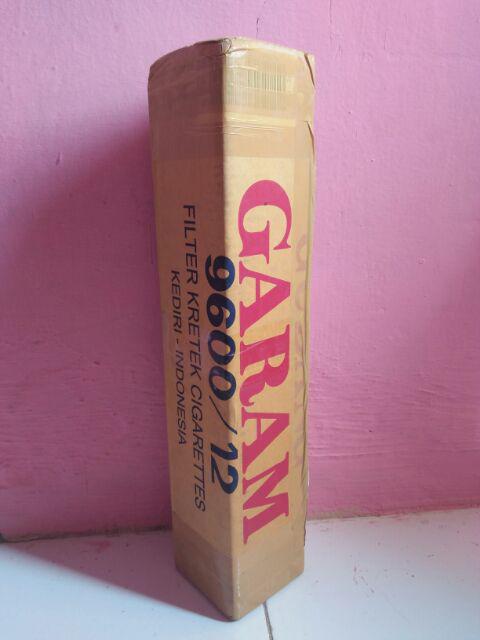 GARAM
9600/12
FILTER KRETEK CIGARETTES
KEDIRI - INDONESIA